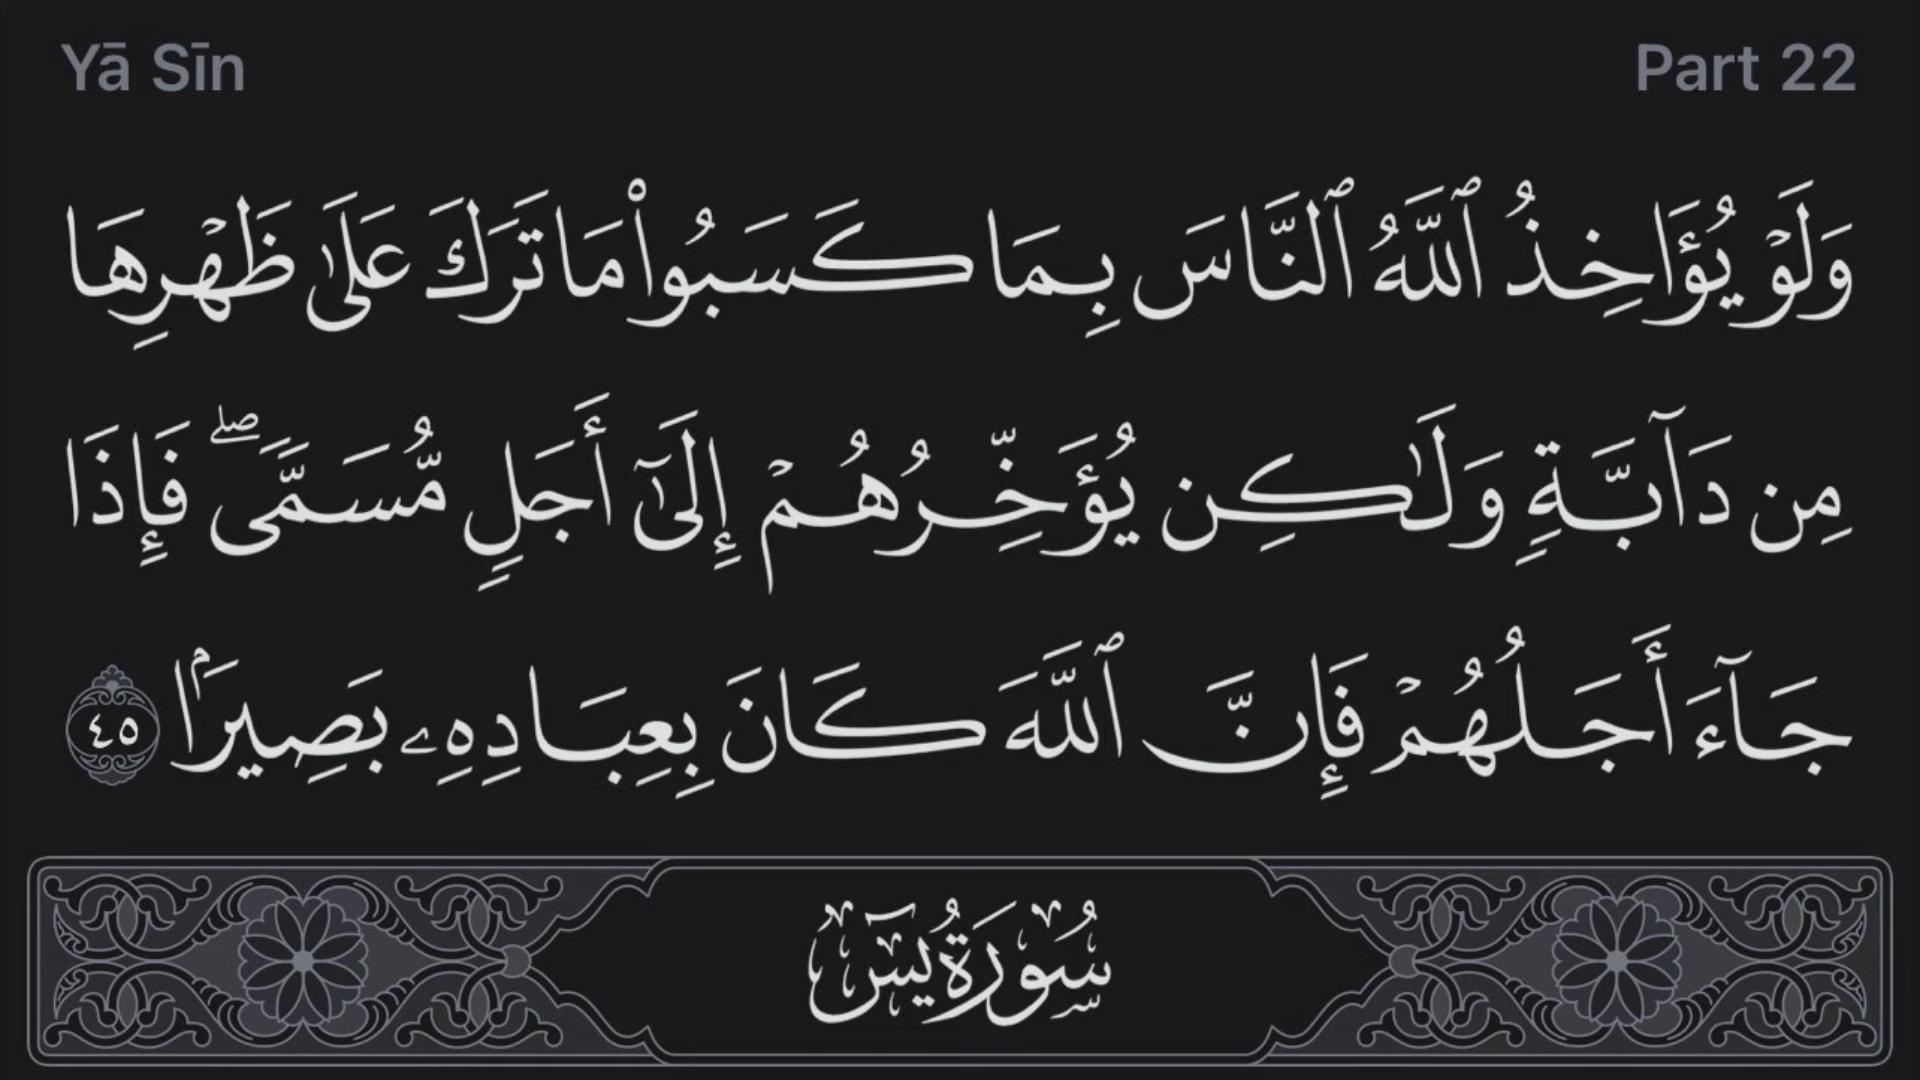 Yā Sīn
Part 22
وَلَوۡ يُؤَاخِذُ ٱللَّهُ ٱلنَّاسَ بِمَا كَسَبُواْ مَا تَرَكَ عَلَىٰ ظَهۡرِهَا
مِن دَآبَّةٖ وَلَٰكِن يُؤَخِّرُهُمۡ إِلَىٰٓ أَجَلٖ مُّسَمّٗىۖ فَإِذَا
جَآءَ أَجَلُهُمۡ فَإِنَّ ٱللَّهَ كَانَ بِعِبَادِهِۦ بَصِيرَۢا ٤٥
سُورَةُ يسٓ